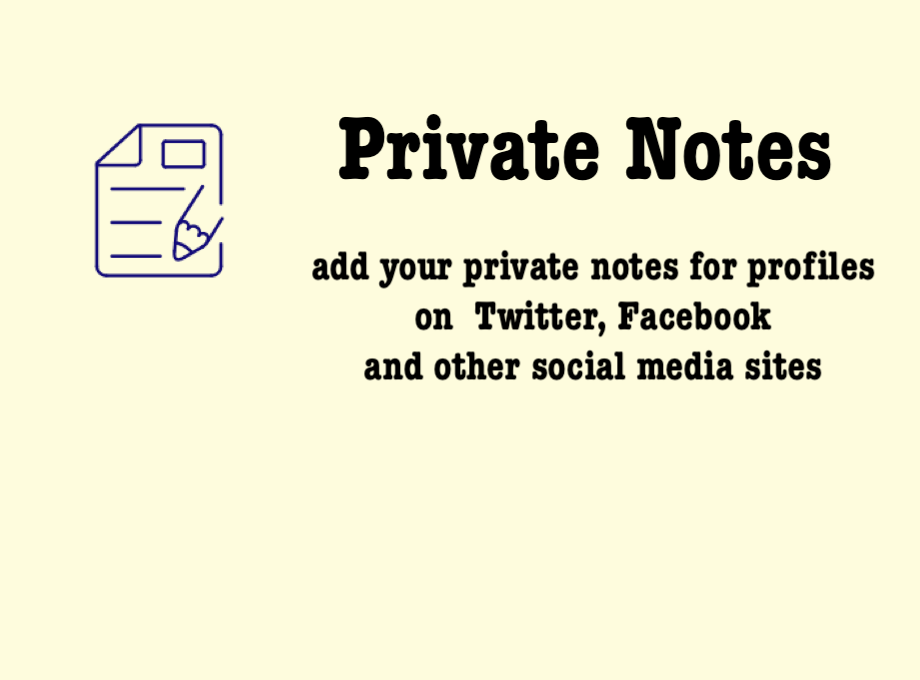 Private Notes
add your private notes for profiles
on  Twitter, Facebook
and other social media sites